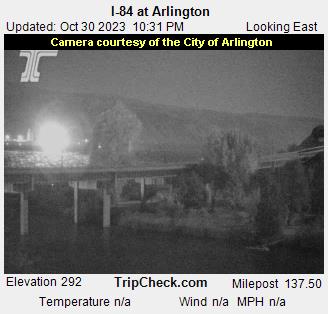 I-84 at Arlington
Updated: Oct 30 2023 10:31 PM Looking East
Camera courtesy of the City of Arlington
Elevation 292 TripCheck.com Milepost 137.50
Temperature n/a Wind n/a MPH n/a